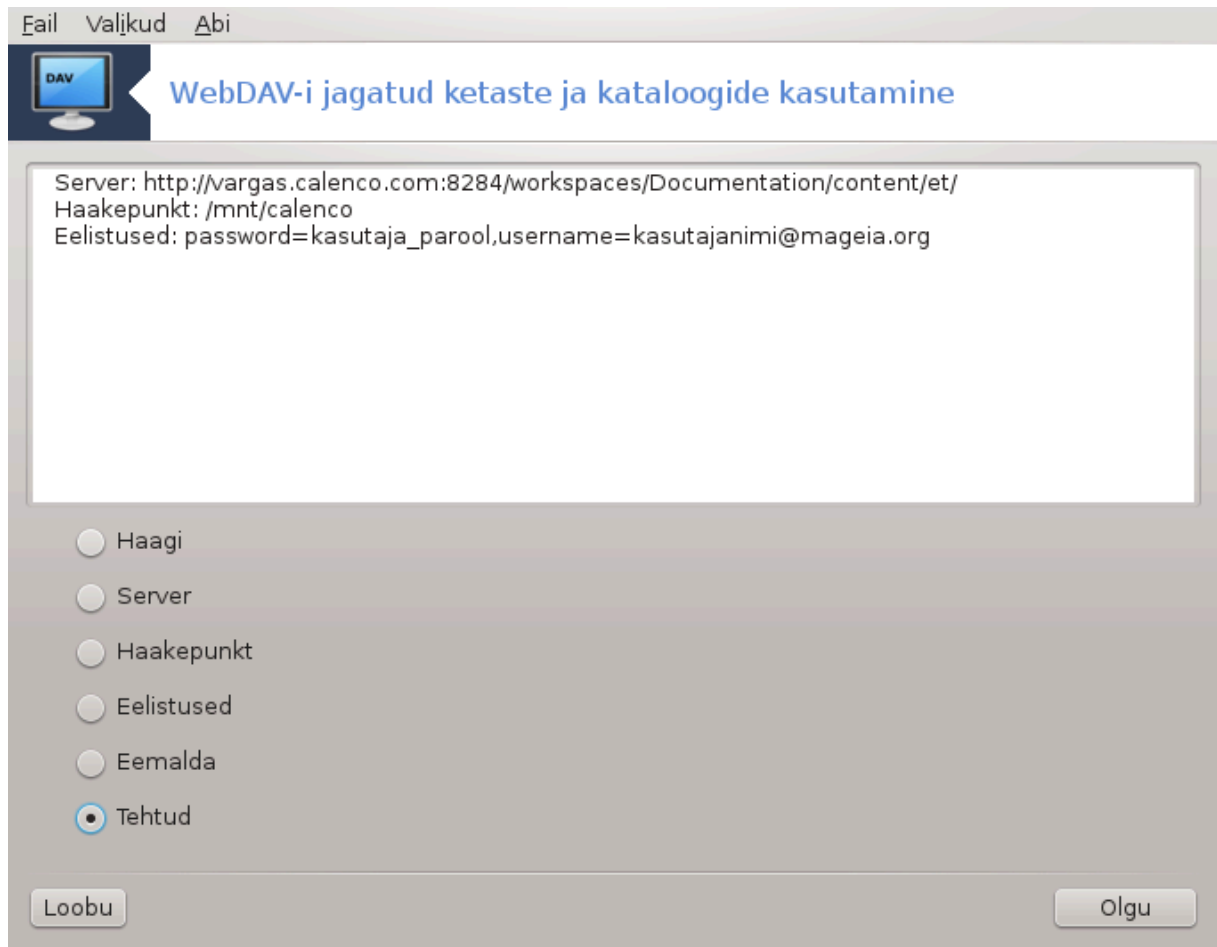 Fail Valikud Abi
DAV
WebDAV-i jagatud ketaste ja kataloogide kasutamine
Server: http://vargas.calenco.com:8284/workspaces/Documentation/content/et/
Haakepunkt: /mnt/calenco
Eelistused: password=kasutaja_parool,username=kasutajanimi@mageia.org
Haagi
Server
Haakepunkt
Eelistused
Eemalda
Tehtud
Loobu Olgu